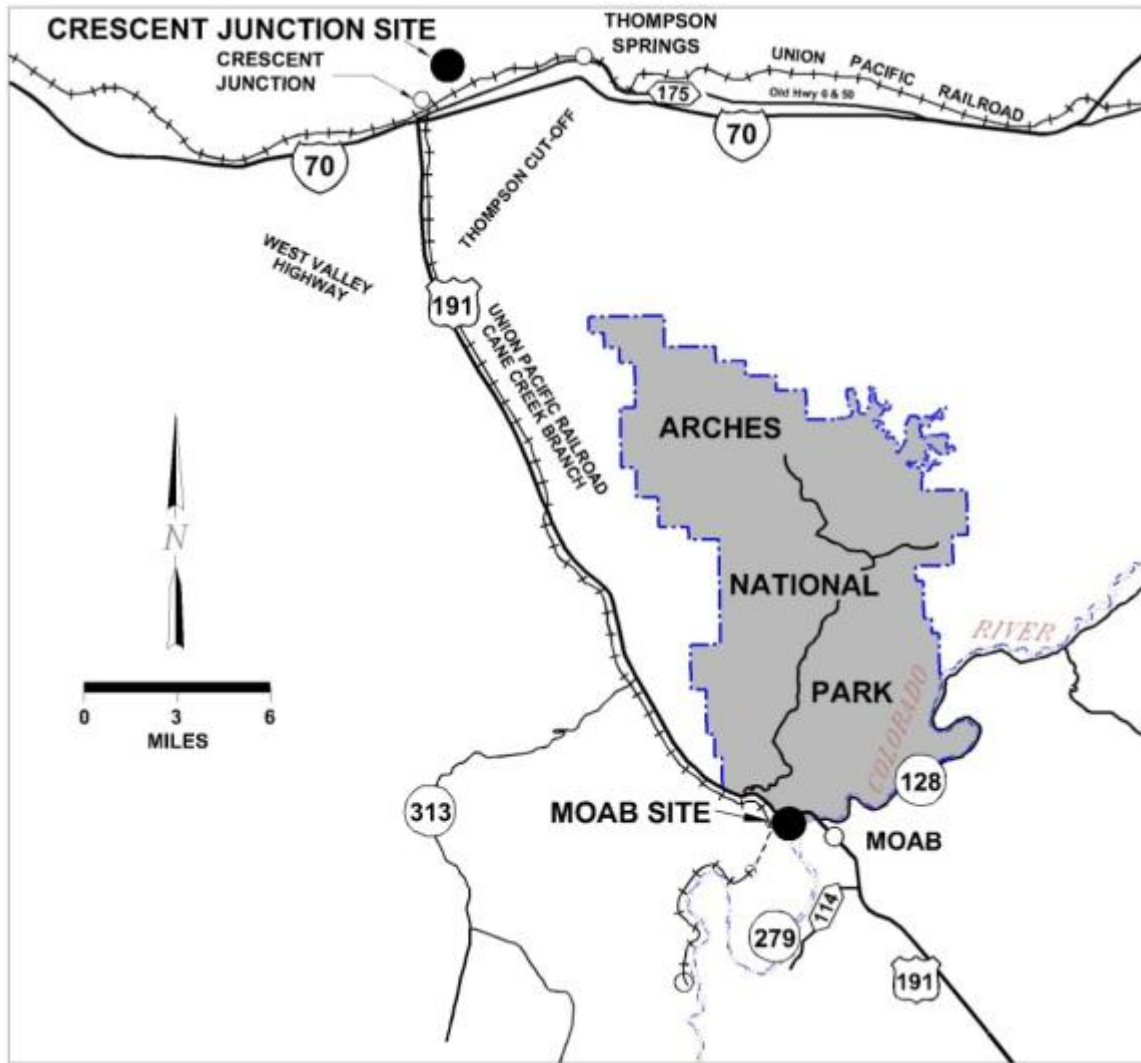 CRESCENT JUNCTION SITE
CRESCENT
JUNCTION
THOMPSON
SPRINGS
UNION PACIFIC RAILROAD
175
Old Hwy 6 & 50
70
70
THOMPSON CUT-OFF
WEST VALLEY
HIGHWAY
191
UNION PACIFIC RAILROAD
CANE CREEK BRANCH
ARCHES
NATIONAL
PARK
N
0 3 6
MILES
RIVER
COLORADO
128
313
MOAB SITE
MOAB
114
279
191